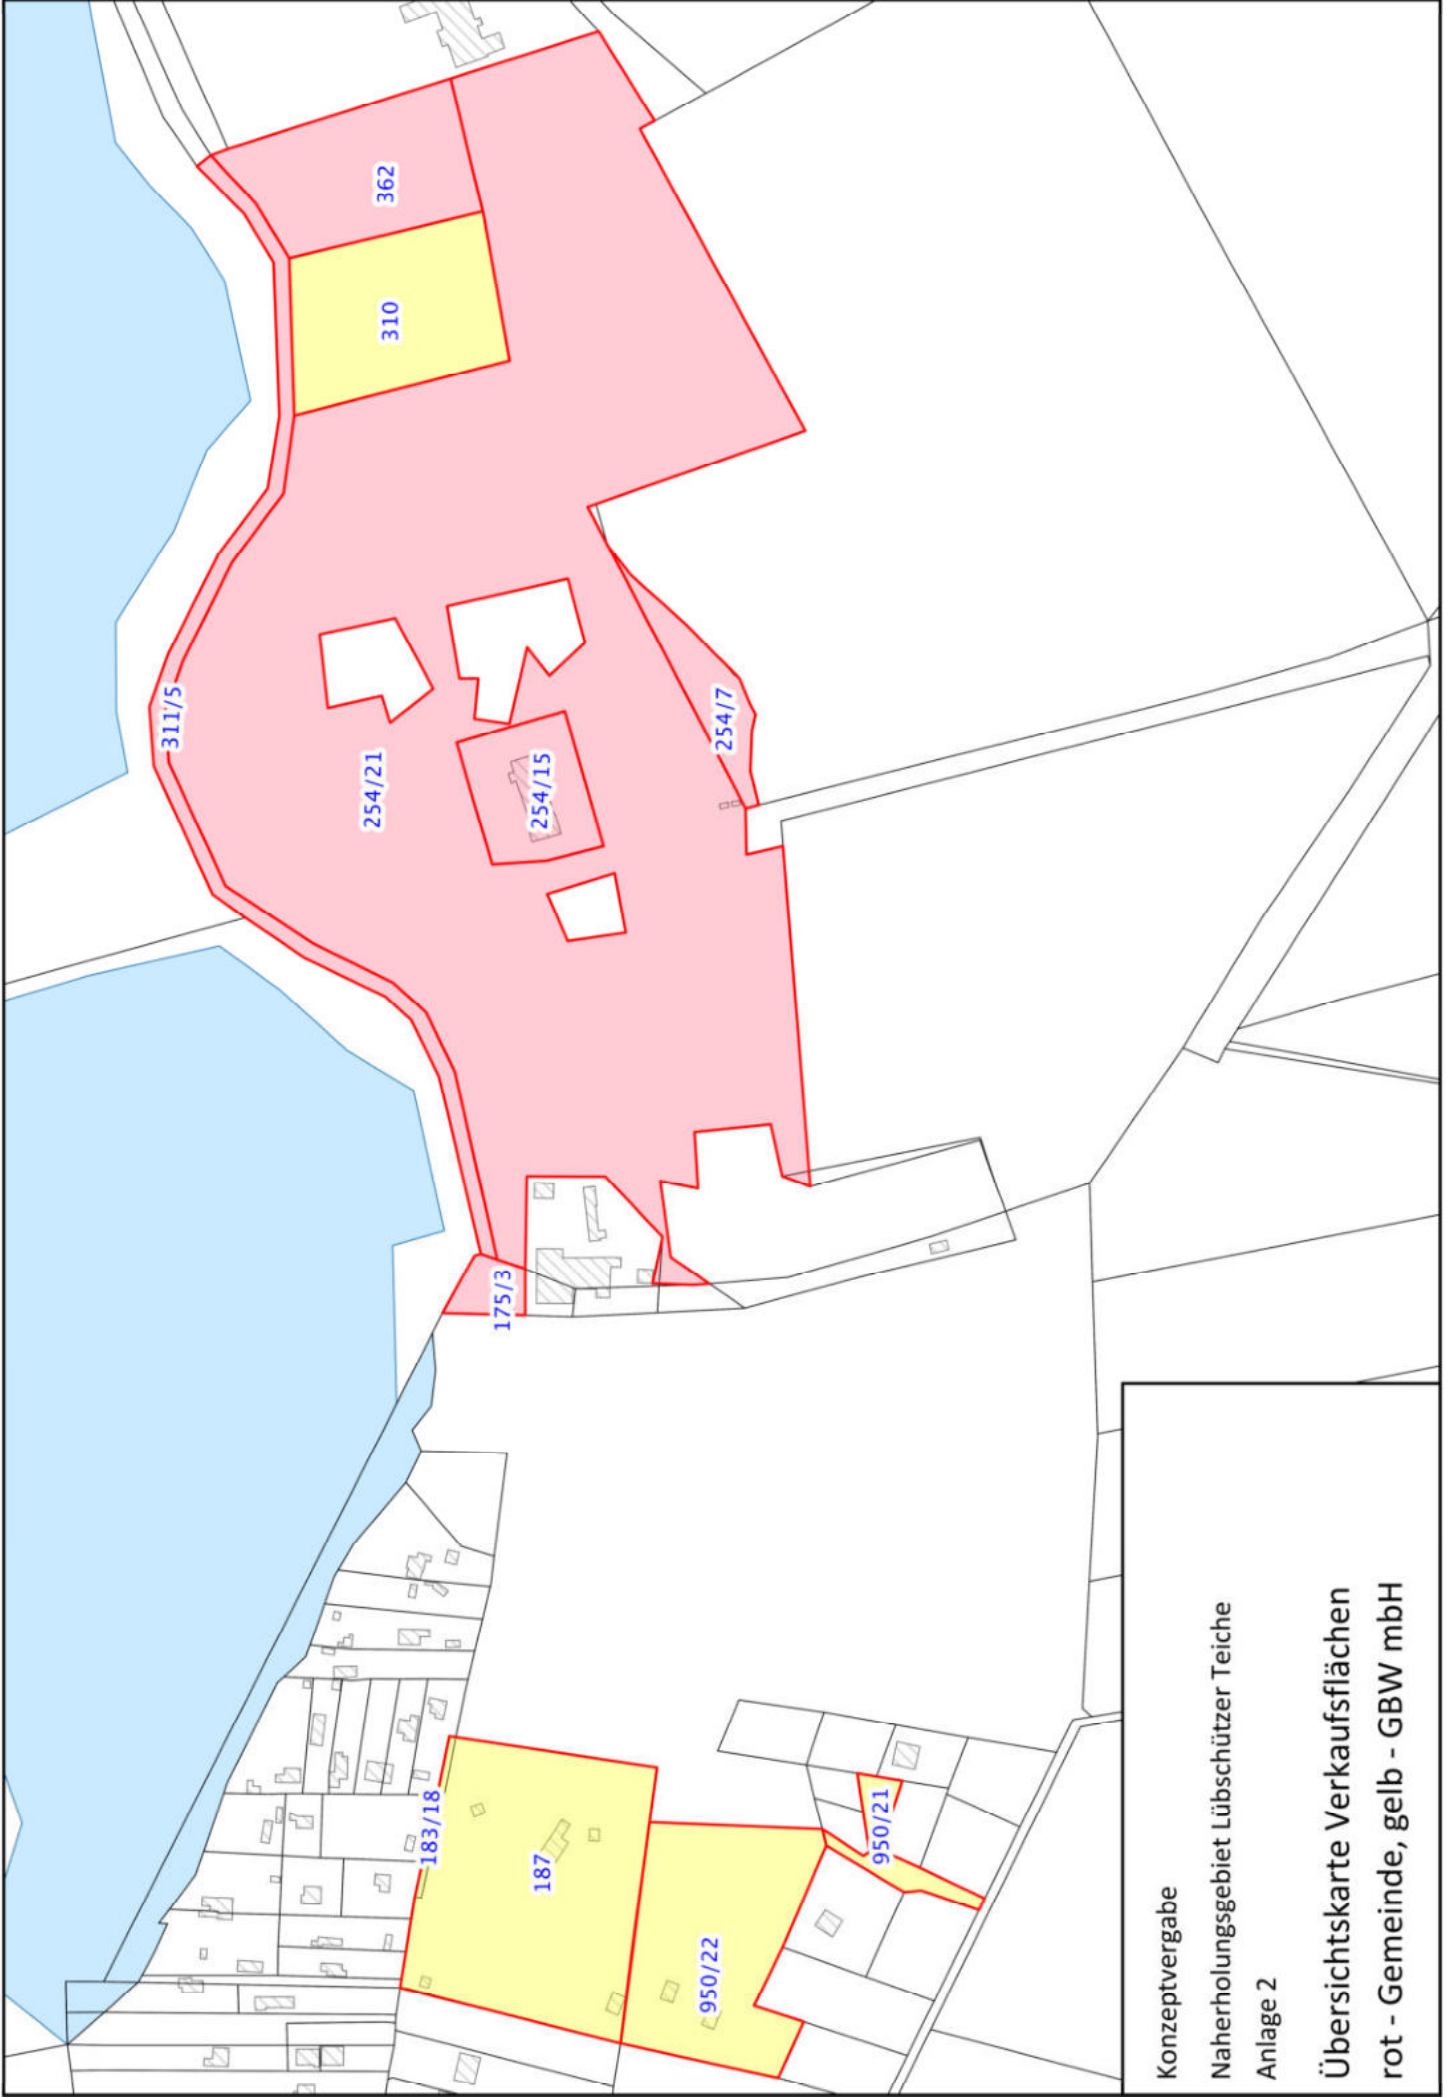 183/18
187
950/22
950/21
175/3
311/5
254/21
254/15
254/7
310
362
Konzeptvergabe
Naherholungsgebiet Lübschützer Teiche
Anlage 2
Übersichtskarte Verkaufsflächen
rot - Gemeinde, gelb - GBW mbH